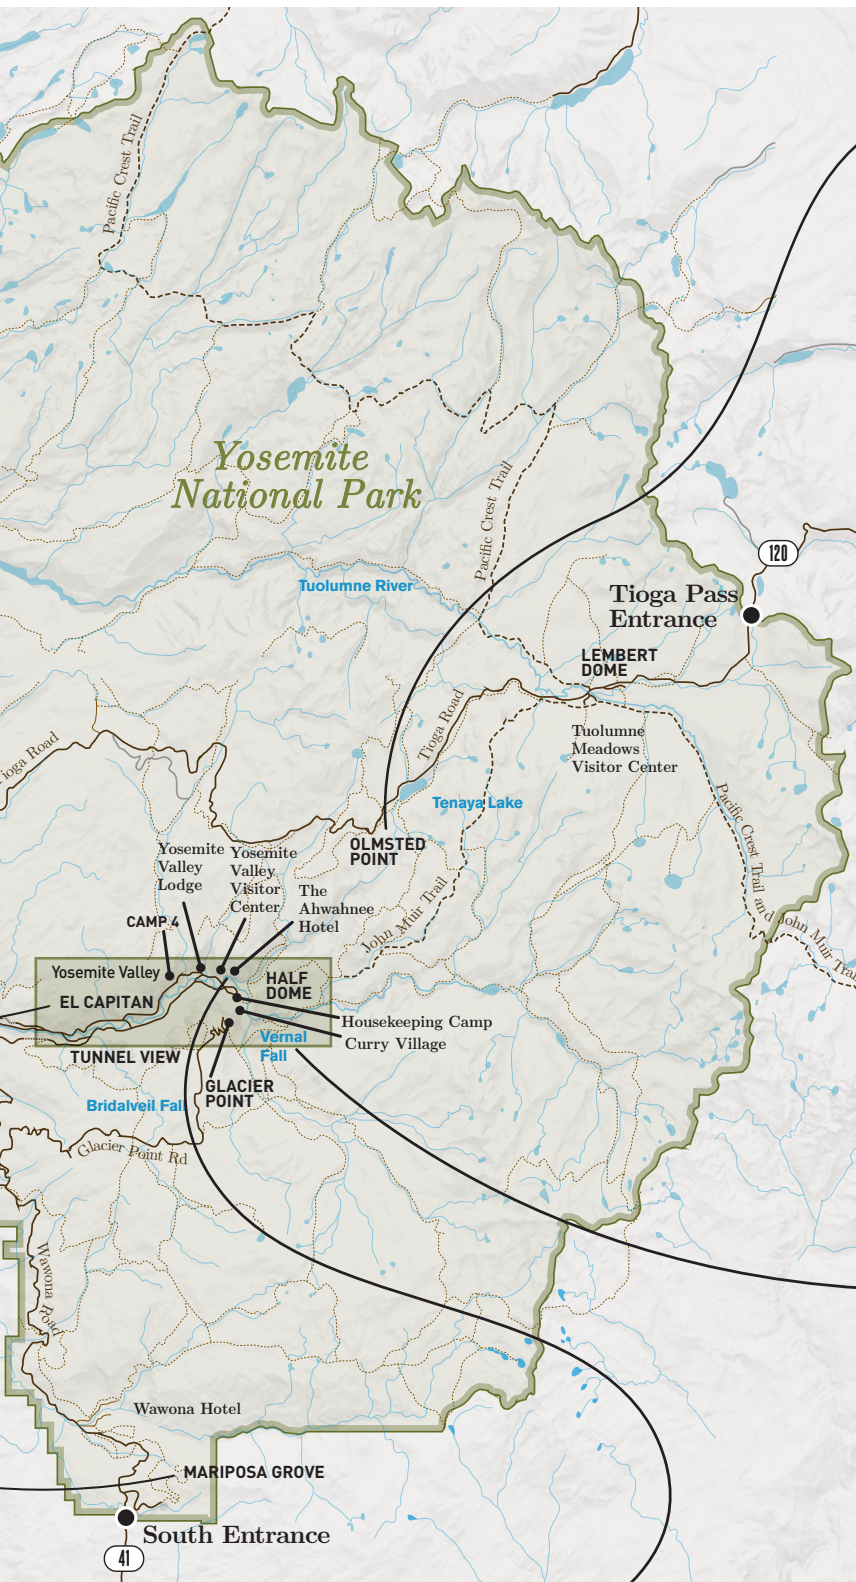 Pacific Crest Trail
Yosemite
National Park
Pacific Crest Trail
120
Tuolumne River
Tioga Pass
Entrance
LEMBERT
DOME
Tioga Road
Tuolumne
Meadows
Visitor Center
Tioga Road
Tenaya Lake
Pacific Crest Trail and John Muir Trail
OLMSTED
POINT
Yosemite
Valley
Lodge
Yosemite
Valley
Visitor
Center
The
Ahwahnee
Hotel
John Muir Trail
CAMP 4
Yosemite Valley
HALF
DOME
EL CAPITAN
Housekeeping Camp
Vernal
Fall
Curry Village
TUNNEL VIEW
GLACIER
POINT
Bridalveil Fall
Glacier Point Rd
Wawona Road
Wawona Hotel
MARIPOSA GROVE
South Entrance
41